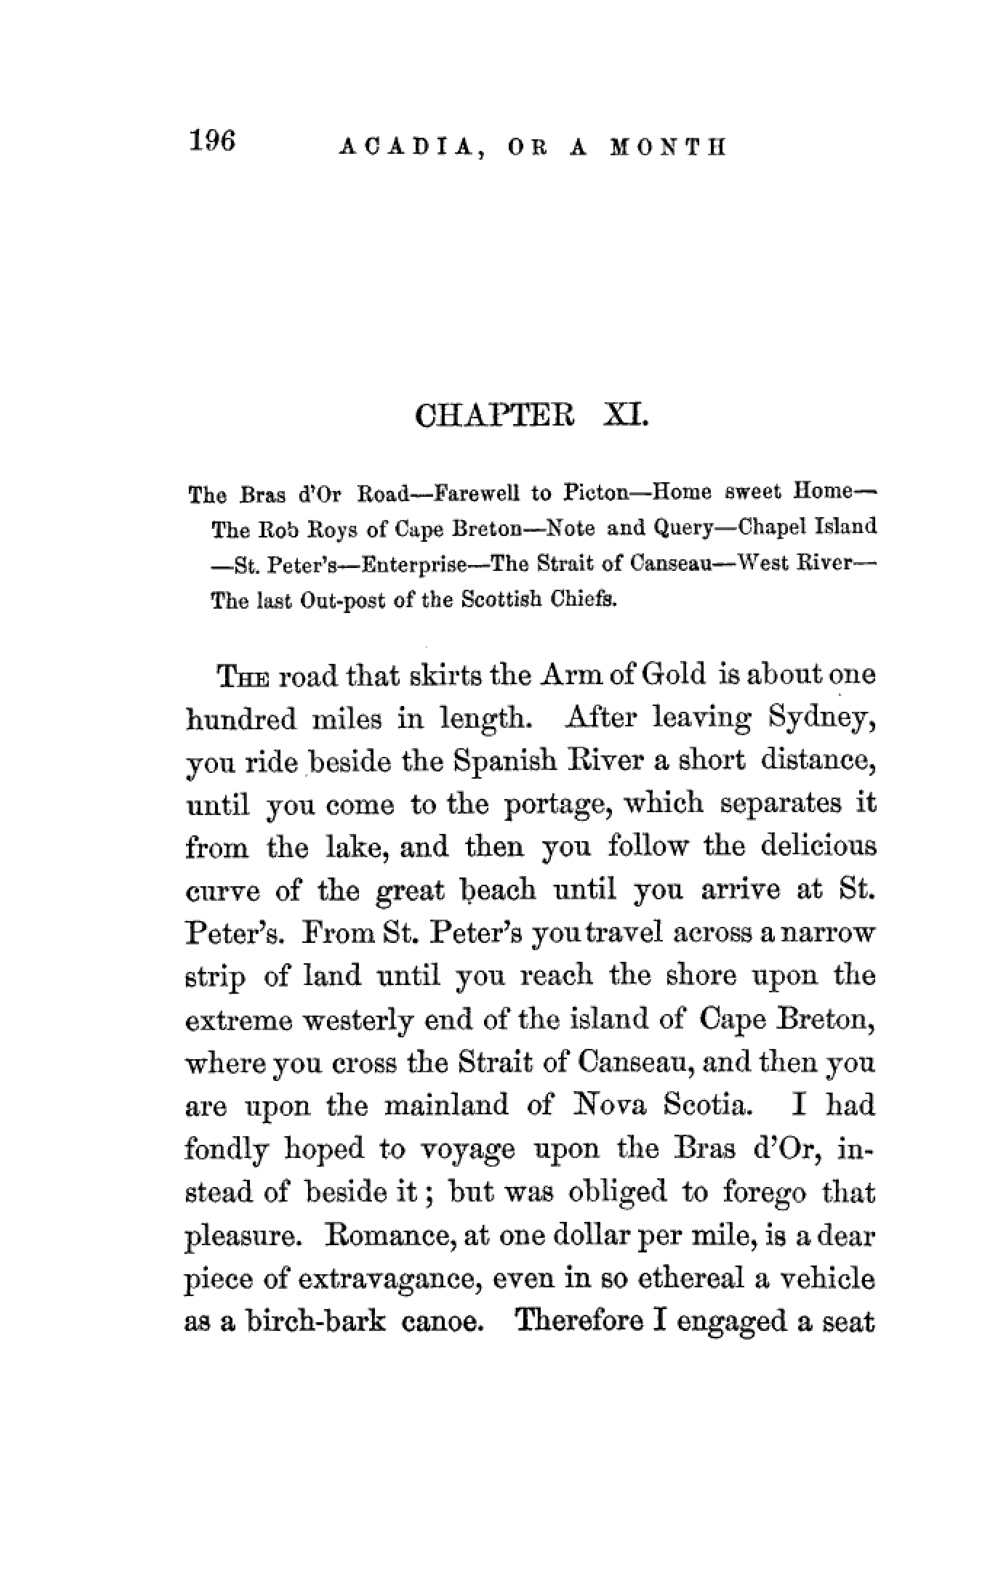 196 ACADIA, OR A MONTH
CHAPTER XI.
The Bras d'Or Road—Farewell to Picton—Home sweet Home—
The Rob Roys of Cape Breton—Note and Query—Chapel Island
—St. Peter's—Enterprise—The Strait of Canseau—West River—
The last Out-post of the Scottish Chiefs.
THE road that skirts the Arm of Gold is about one
hundred miles in length. After leaving Sydney,
you ride beside the Spanish River a short distance,
until you come to the portage, which separates it
from the lake, and then you follow the delicious
curve of the great beach until you arrive at St.
Peter's. From St. Peter's you travel across a narrow
strip of land until you reach the shore upon the
extreme westerly end of the island of Cape Breton,
where you cross the Strait of Canseau, and then you
are upon the mainland of Nova Scotia. I had
fondly hoped to voyage upon the Bras d'Or, in-
stead of beside it; but was obliged to forego that
pleasure. Romance, at one dollar per mile, is a dear
piece of extravagance, even in so ethereal a vehicle
as a birch-bark canoe. Therefore I engaged a seat